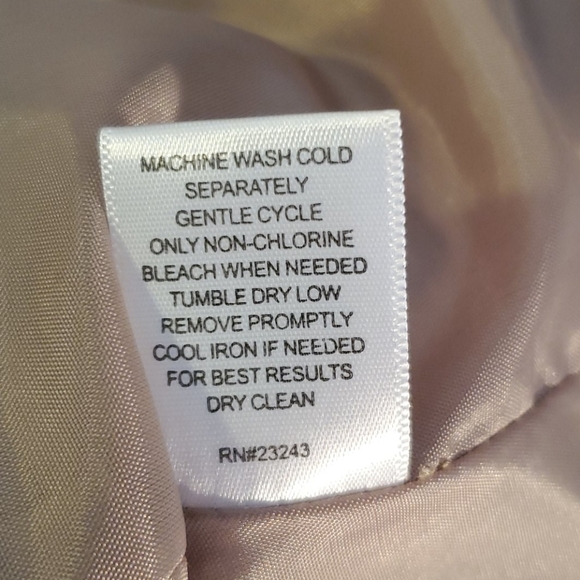 MACHINE WASH COLD
SEPARATELY
GENTLE CYCLE
ONLY NON-CHLORINE
BLEACH WHEN NEEDED
TUMBLE DRY LOW
REMOVE PROMPTLY
COOL IRON IF NEEDED
FOR BEST RESULTS
DRY CLEAN
RN#23243